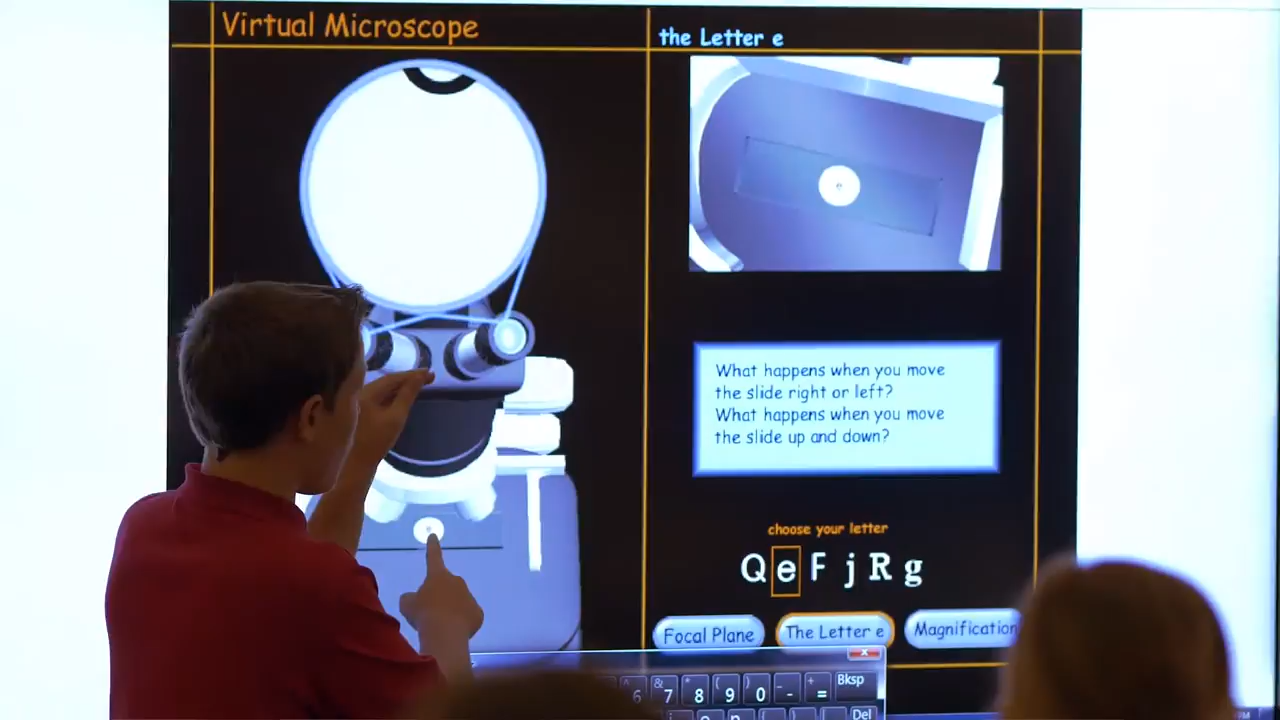 Virtual Microscope
the Letter e
What happens when you move
the slide right or left?
What happens when you move
the slide up and down?
choose your letter
Q e F j R g
Focal Plane
The Letter e
Magnification
^ & * ( ) _ + Bksp
6 7 8 9 0 - =
Del